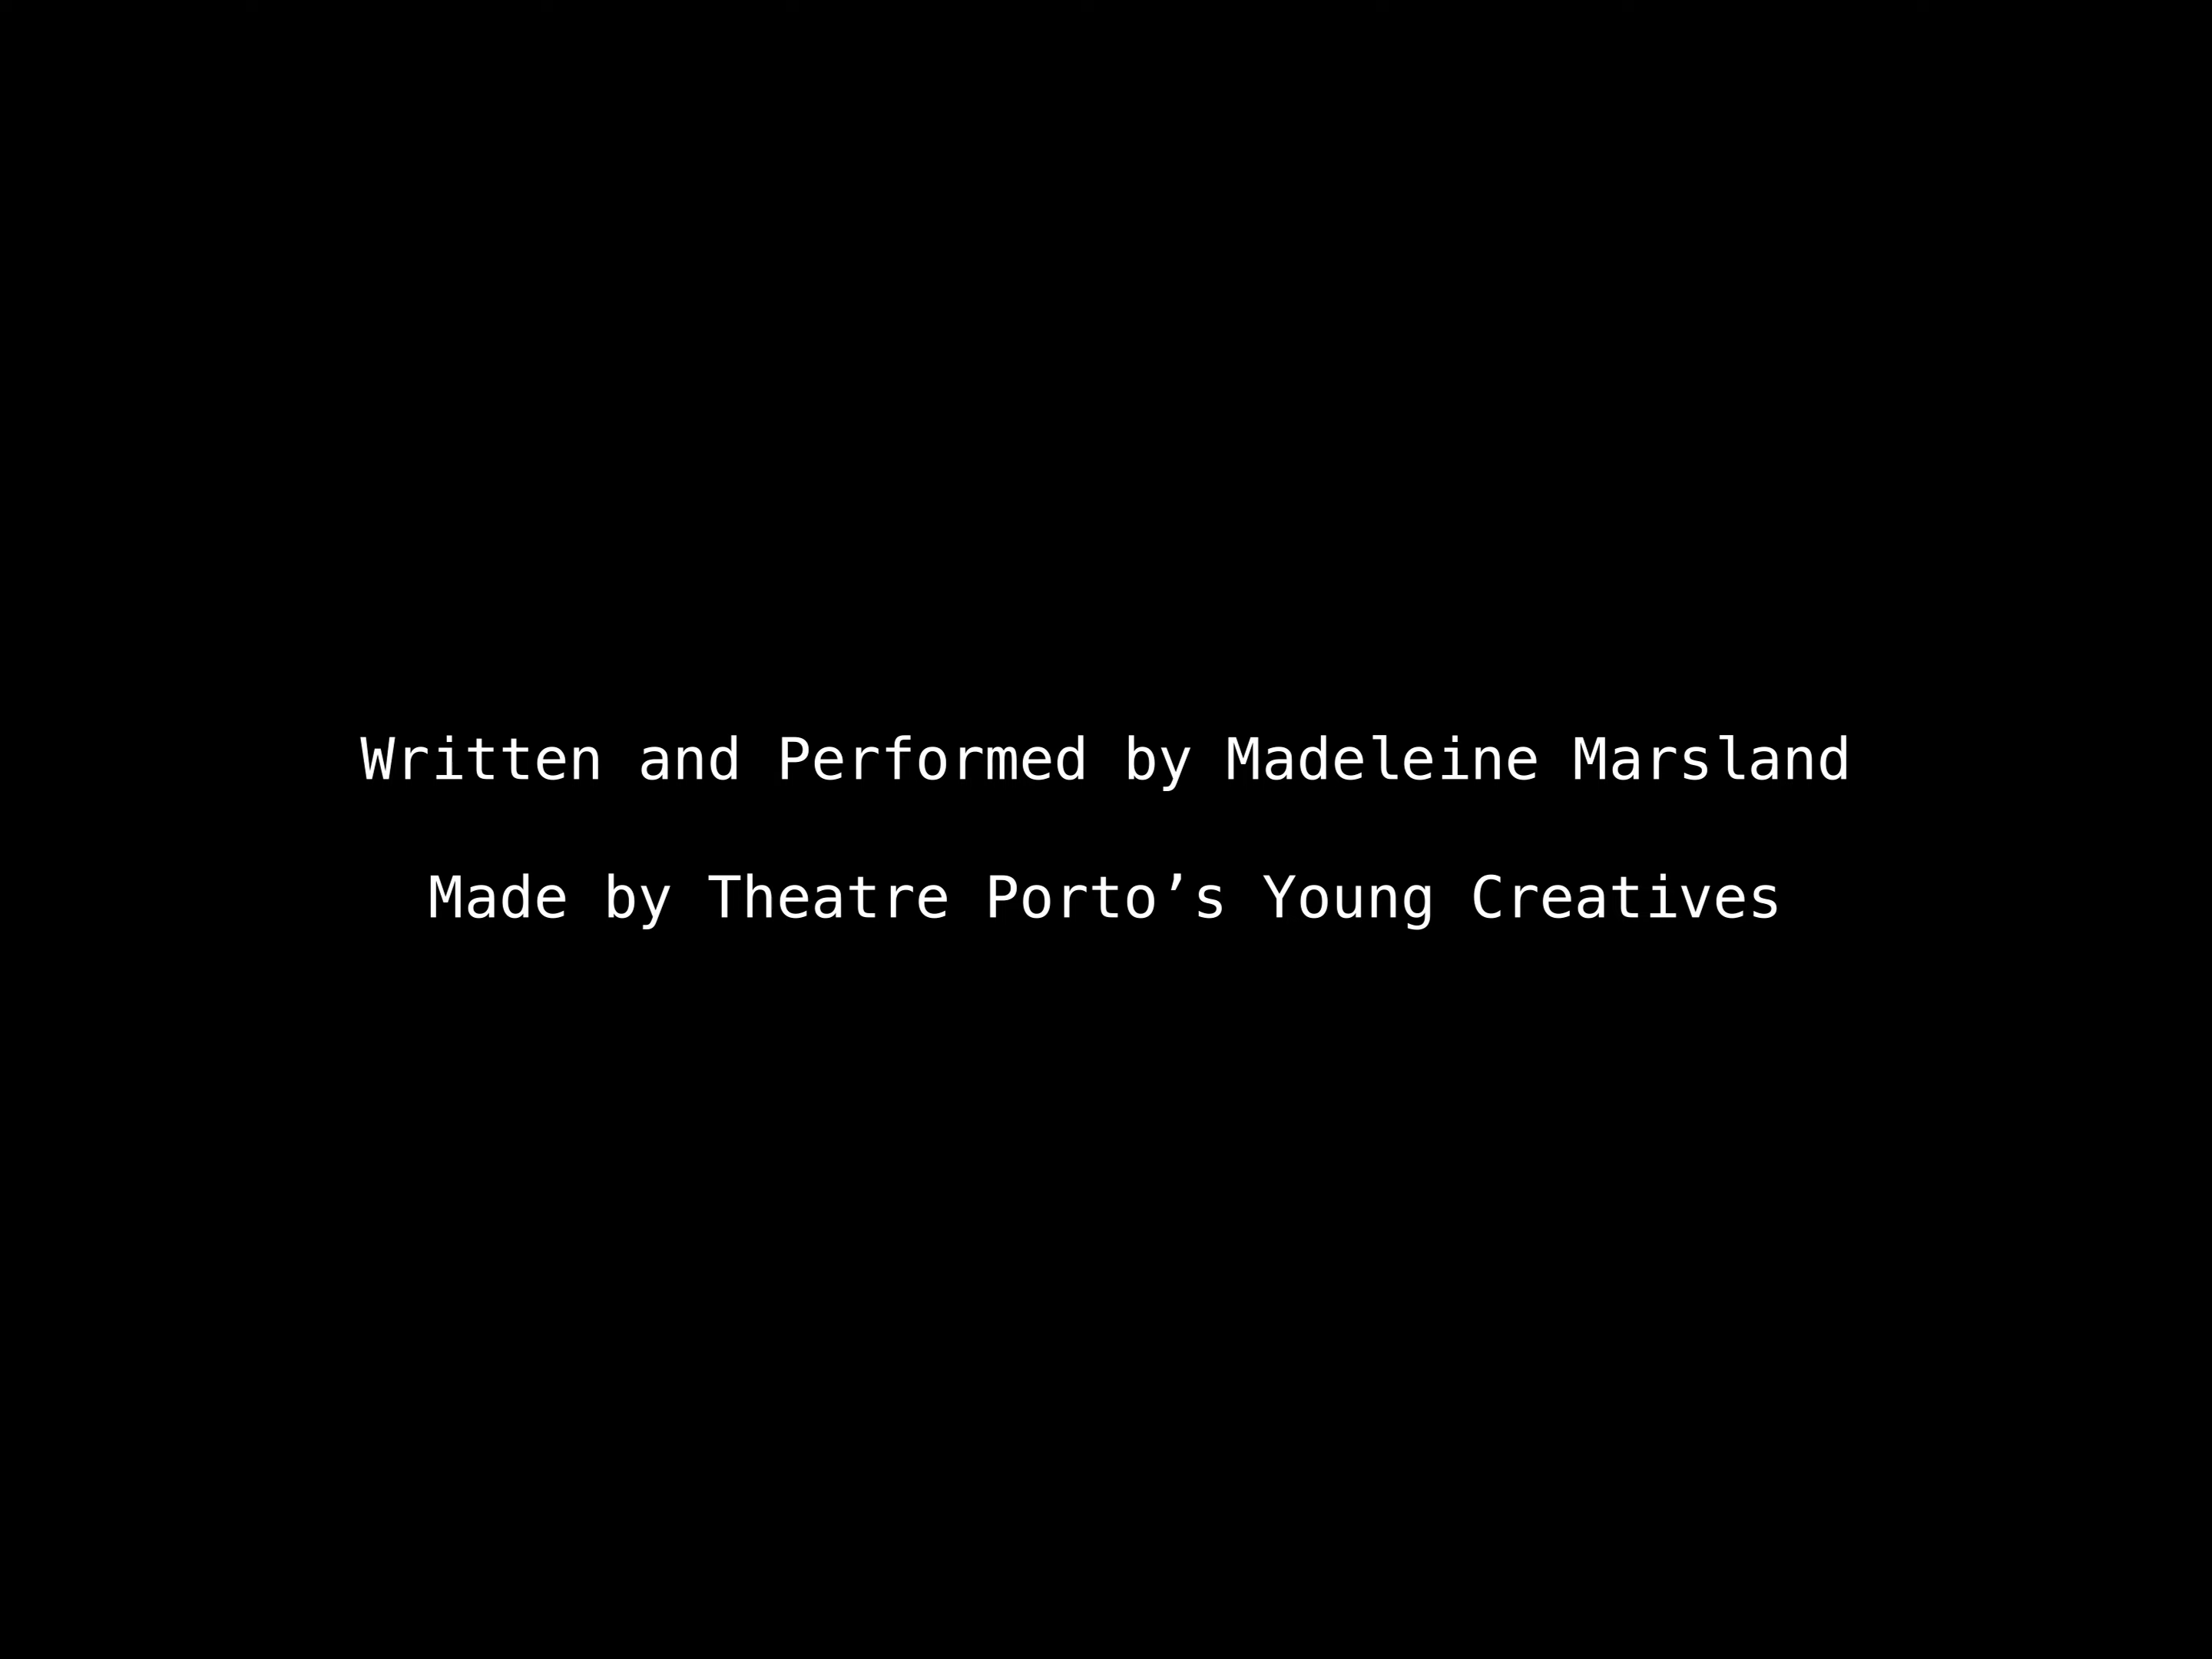 Written and Performed by Madeleine Marsland
Made by Theatre Porto’s Young Creatives